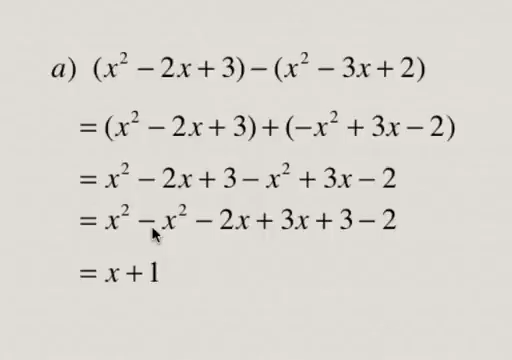 a) (x² − 2x + 3) − (x² − 3x + 2)
= (x² − 2x + 3) + (−x² + 3x − 2)
= x² − 2x + 3 − x² + 3x − 2
= x² − x² − 2x + 3x + 3 − 2
= x + 1